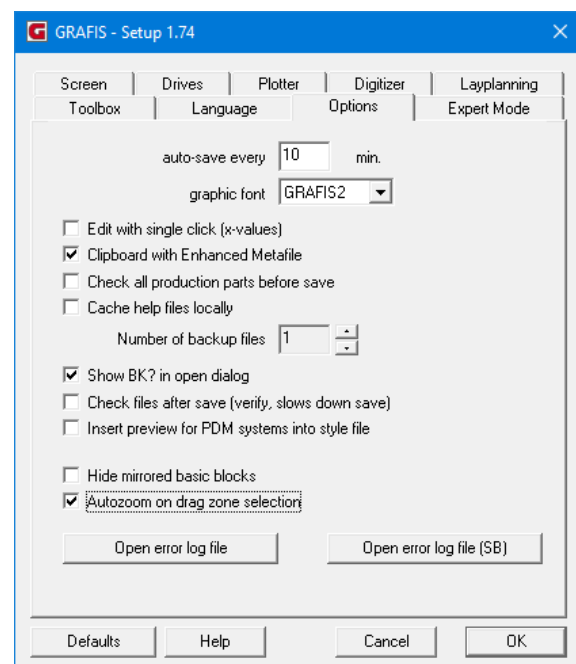 GRAFIS - Setup 1.74
Screen Drives Plotter Digitizer Layplanning
Toolbox Language Options Expert Mode
auto-save every 10 min.
graphic font GRAFIS2
Edit with single click (x-values)
Clipboard with Enhanced Metafile
Check all production parts before save
Cache help files locally
Number of backup files 1
Show BK? in open dialog
Check files after save (verify, slows down save)
Insert preview for PDM systems into style file
Hide mirrored basic blocks
Autozoom on drag zone selection
Open error log file Open error log file (SB)
Defaults Help Cancel OK